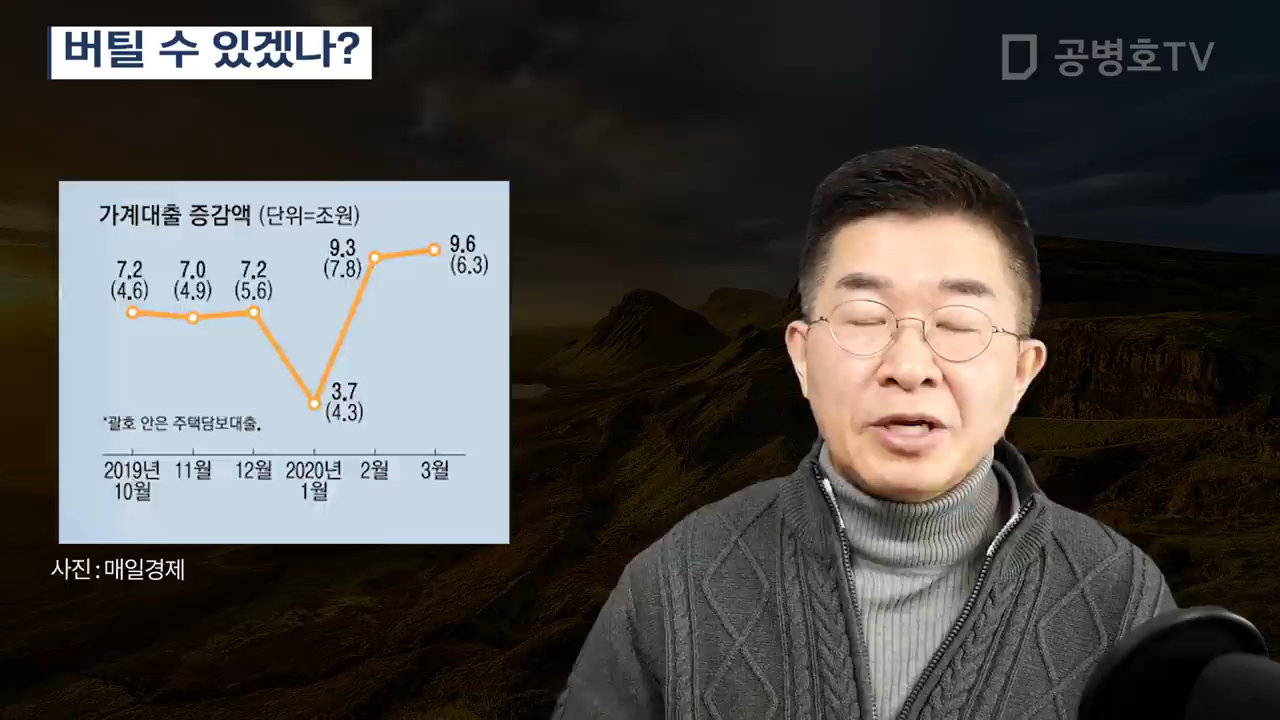 버틸 수 있겠나?
공병호TV
가계대출 증감액 (단위=조원)
7.2
(4.6)
7.0
(4.9)
7.2
(5.6)
3.7
(4.3)
9.3
(7.8)
9.6
(6.3)
*괄호 안은 주택담보대출.
2019년 10월
11월
12월
2020년 1월
2월
3월
사진 : 매일경제